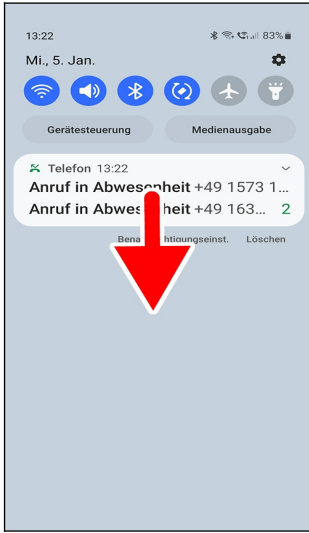 13:22 83%
Mi., 5. Jan.
Gerätesteuerung Medienausgabe
Telefon 13:22
Anruf in Abwesenheit +49 1573 1...
Anruf in Abwesenheit +49 163... 2
Löschen